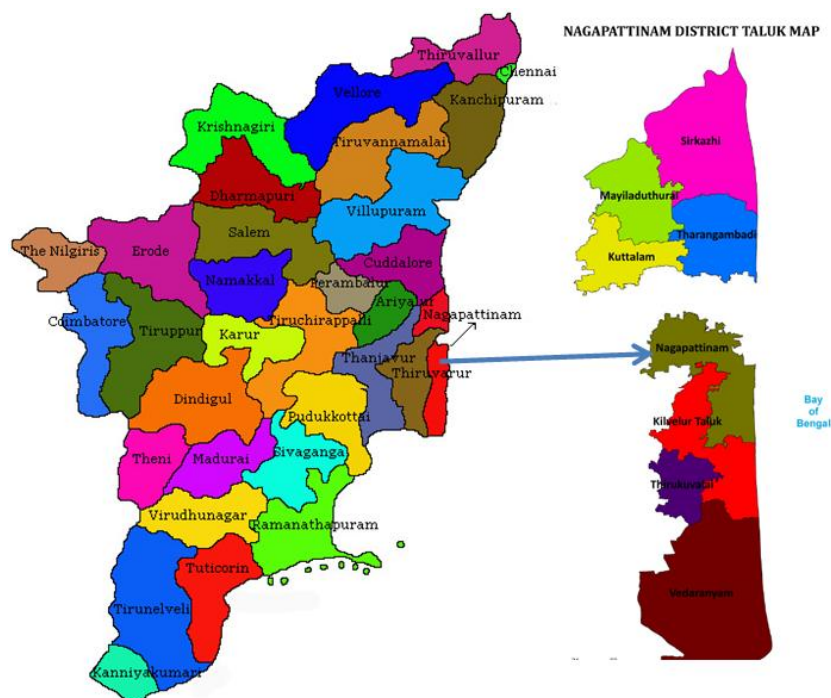 NAGAPATTINAM DISTRICT TALUK MAP
Thiruvallur
Chennai
Vellore
Kanchipuram
Krishnagiri
Tiruvannamalai
Dharmapuri
Villupuram
Salem
The Nilgiris
Erode
Cuddalore
Namakkal
Perambalur
Ariyalur
Nagapattinam
Coimbatore
Tiruppur
Karur
Tiruchirappalli
Thanjavur
Thiruvarur
Dindigul
Pudukkottai
Theni
Madurai
Sivaganga
Virudhunagar
Ramanathapuram
Tuticorin
Tirunelveli
Kanniyakumari
Sirkazhi
Mayiladuthurai
Tharangambadi
Kuttalam
Nagapattinam
Kilvelur Taluk
Thirukuvalai
Vedaranyam
Bay
of
Bengal